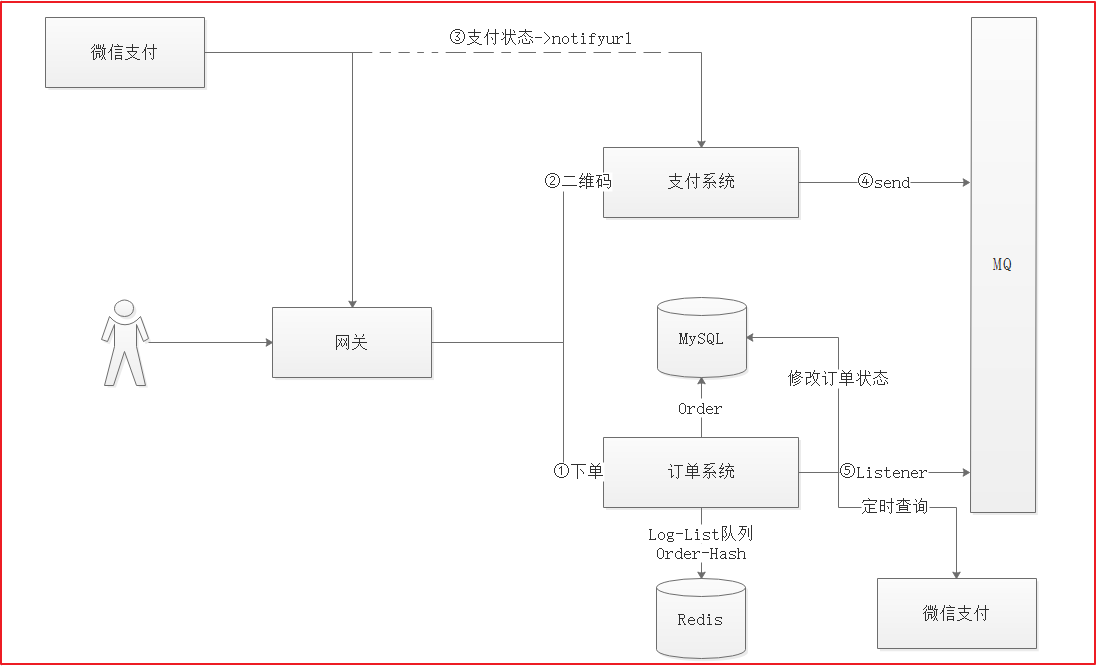 微信支付
③支付状态->notifyurl
②二维码
支付系统
④send
MQ
网关
MySQL
修改订单状态
Order
①下单
订单系统
⑤Listener
定时查询
Log-List队列
Order-Hash
Redis
微信支付